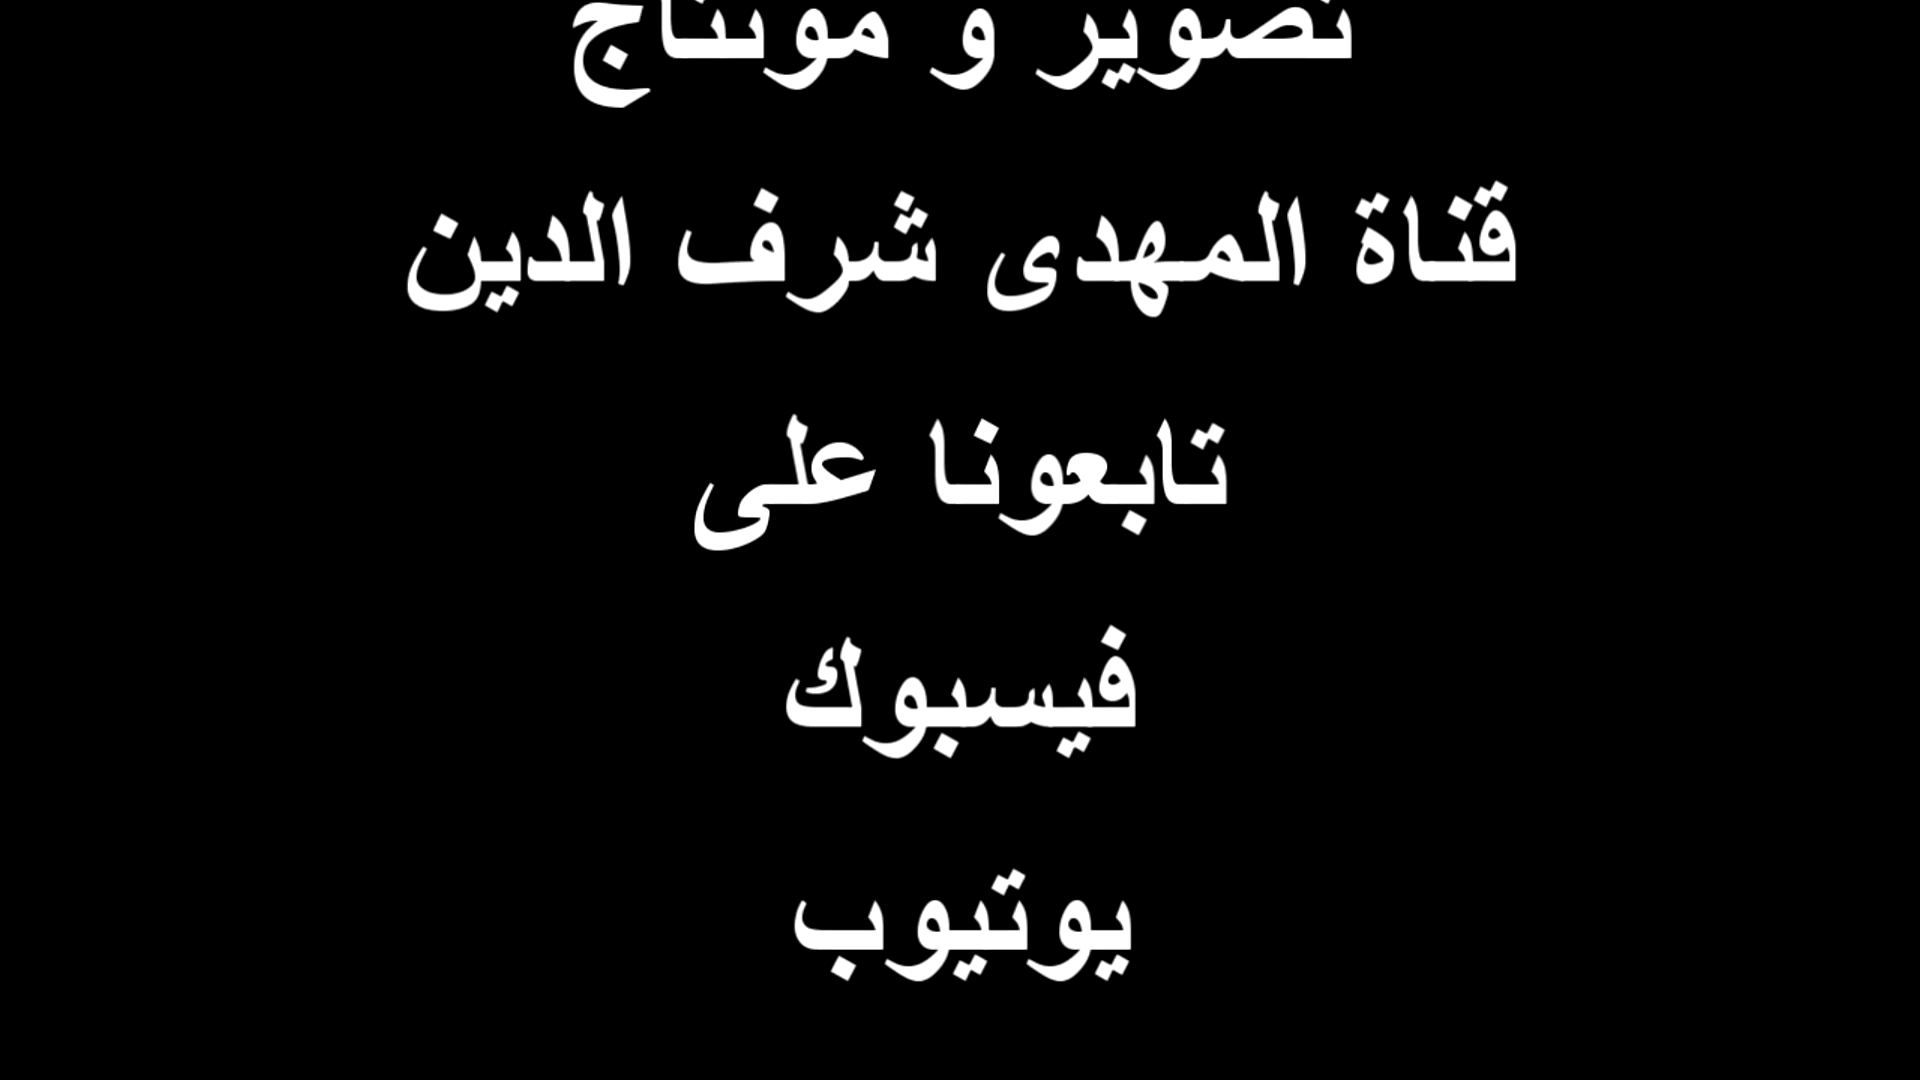 تصوير و مونتاج
قناة المهدى شرف الدين
تابعونا على
فيسبوك
يوتيوب